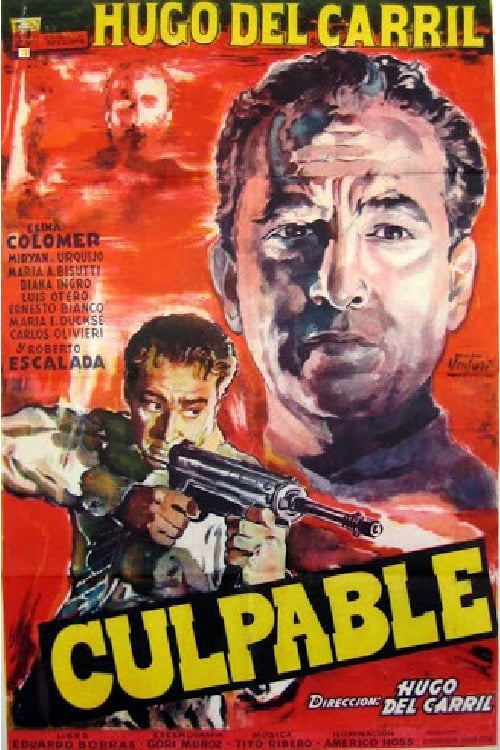 HUGO DEL CARRIL
ELINA
COLOMER
MIRYAN URQUIJO
MARIA A. BISUTTI
DIANA INGRO
LUIS OTERO
ERNESTO BIANCO
MARIA E. DUCKSE
CARLOS OLIVIERI
Y ROBERTO
ESCALADA
Venturi
CULPABLE
DIRECCION: HUGO
DEL CARRIL
LIBRO ESCENOGRAFIA MUSICA ILUMINACION
EDUARDO BORRAS - GORI MUÑOZ - TITO RIBERO - AMERICO HOSS